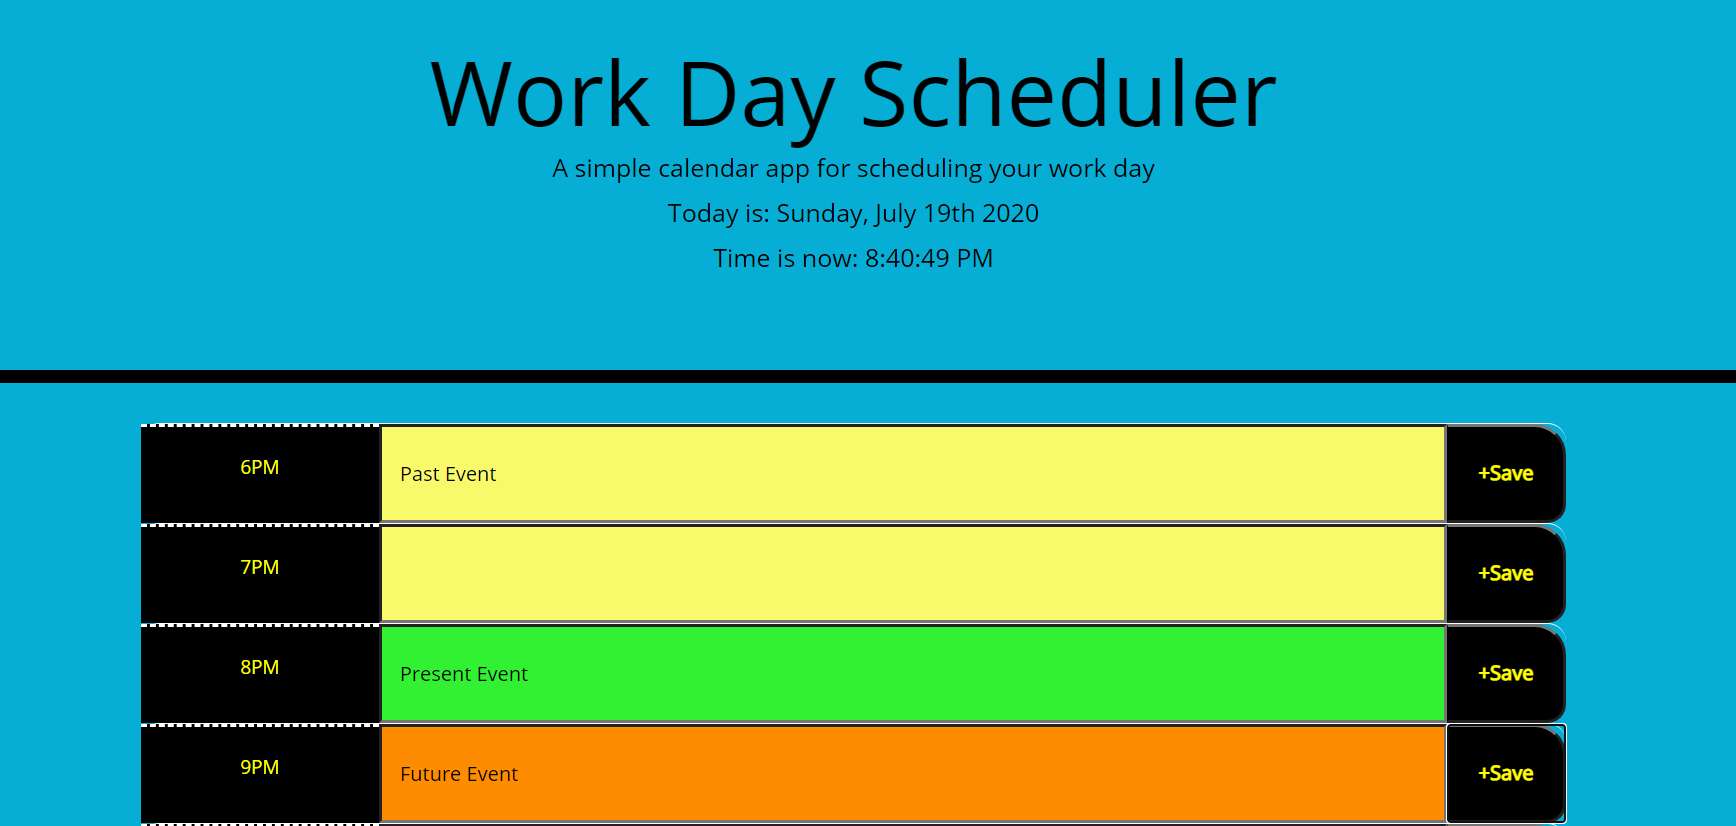 Work Day Scheduler
A simple calendar app for scheduling your work day
Today is: Sunday, July 19th 2020
Time is now: 8:40:49 PM
6PM
Past Event
+Save
7PM
+Save
8PM
Present Event
+Save
9PM
Future Event
+Save